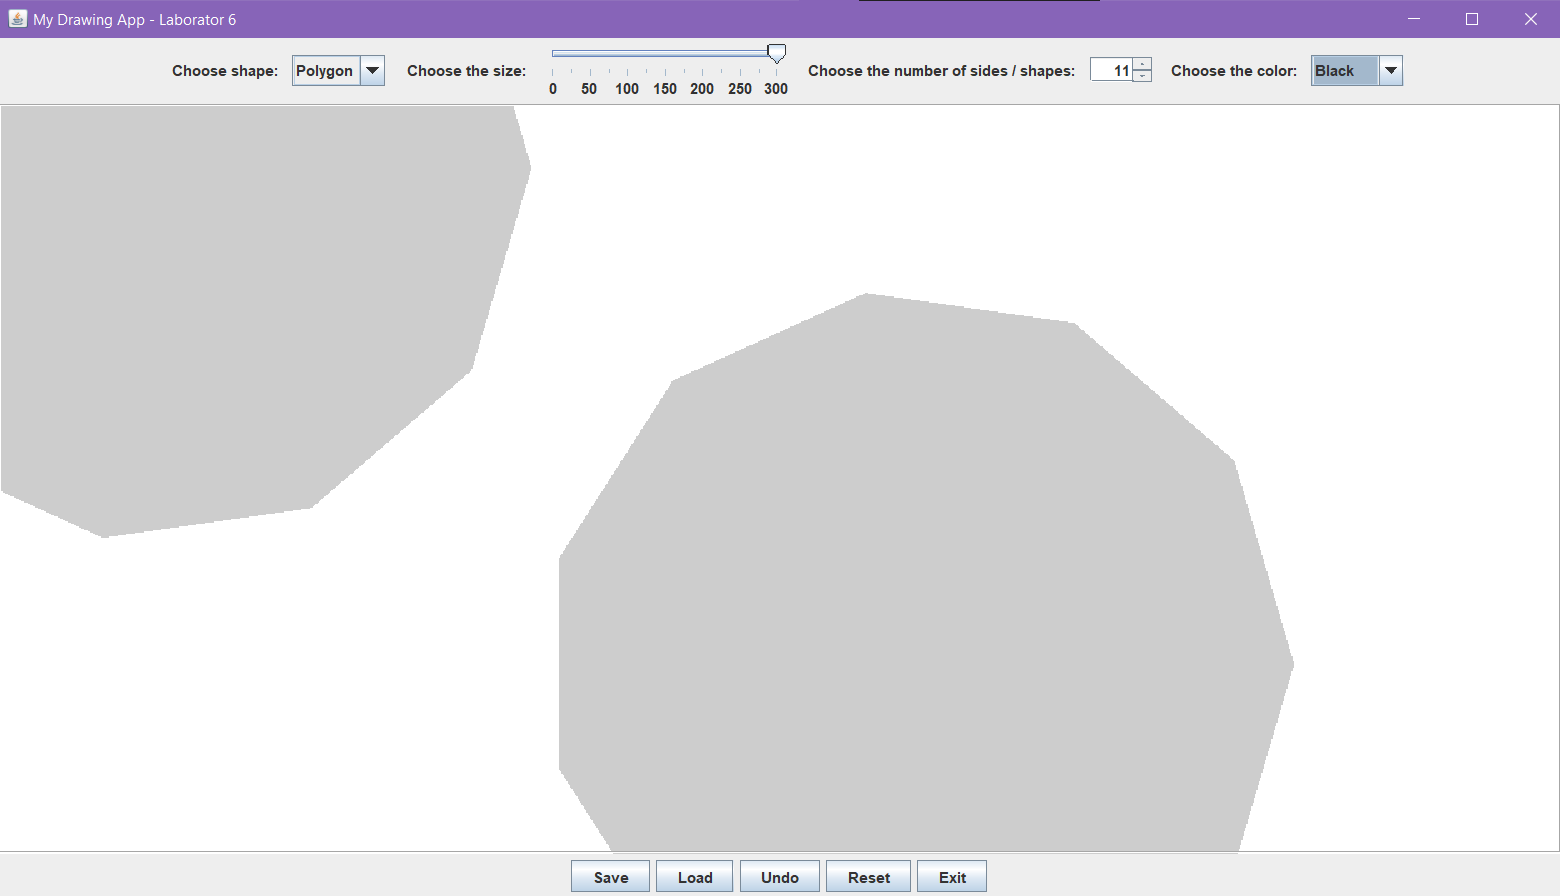 My Drawing App - Laborator 6
Choose shape: Polygon Choose the size: Choose the number of sides / shapes: 11 Choose the color: Black
0 50 100 150 200 250 300
Save Load Undo Reset Exit